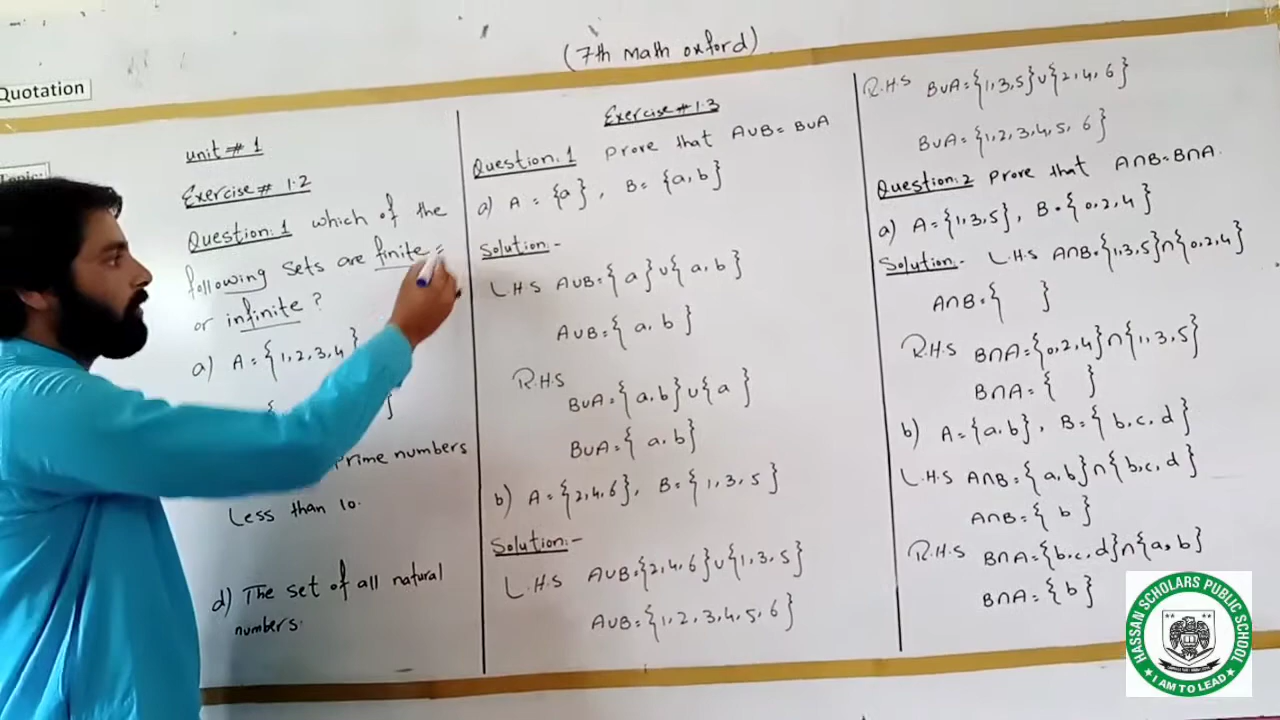 (7th math oxford)
Quotation
Topic:
unit # 1
Exercise # 1.2
Question: 1 which of the
following sets are finite
or infinite ?
a) A = {1, 2, 3, 4}
{ }
Prime numbers
Less than 10.
d) The set of all natural
numbers.
Exercise # 1.3
Question: 1 Prove that A∪B = B∪A
a) A = {a} , B = {a, b}
Solution:-
L.H.S A∪B = {a} ∪ {a, b}
A∪B = {a, b}
R.H.S
B∪A = {a, b} ∪ {a}
B∪A = {a, b}
b) A = {2, 4, 6}, B = {1, 3, 5}
Solution:-
L.H.S A∪B = {2, 4, 6} ∪ {1, 3, 5}
A∪B = {1, 2, 3, 4, 5, 6}
R.H.S B∪A = {1, 3, 5} ∪ {2, 4, 6}
B∪A = {1, 2, 3, 4, 5, 6}
Question: 2 Prove that A∩B = B∩A.
a) A = {1, 3, 5} , B = {0, 2, 4}
Solution:- L.H.S A∩B = {1, 3, 5} ∩ {0, 2, 4}
A∩B = { }
R.H.S B∩A = {0, 2, 4} ∩ {1, 3, 5}
B∩A = { }
b) A = {a, b} , B = {b, c, d}
L.H.S A∩B = {a, b} ∩ {b, c, d}
A∩B = {b}
R.H.S B∩A = {b, c, d} ∩ {a, b}
B∩A = {b}
HASSAN SCHOLARS PUBLIC SCHOOL
I AM TO LEAD